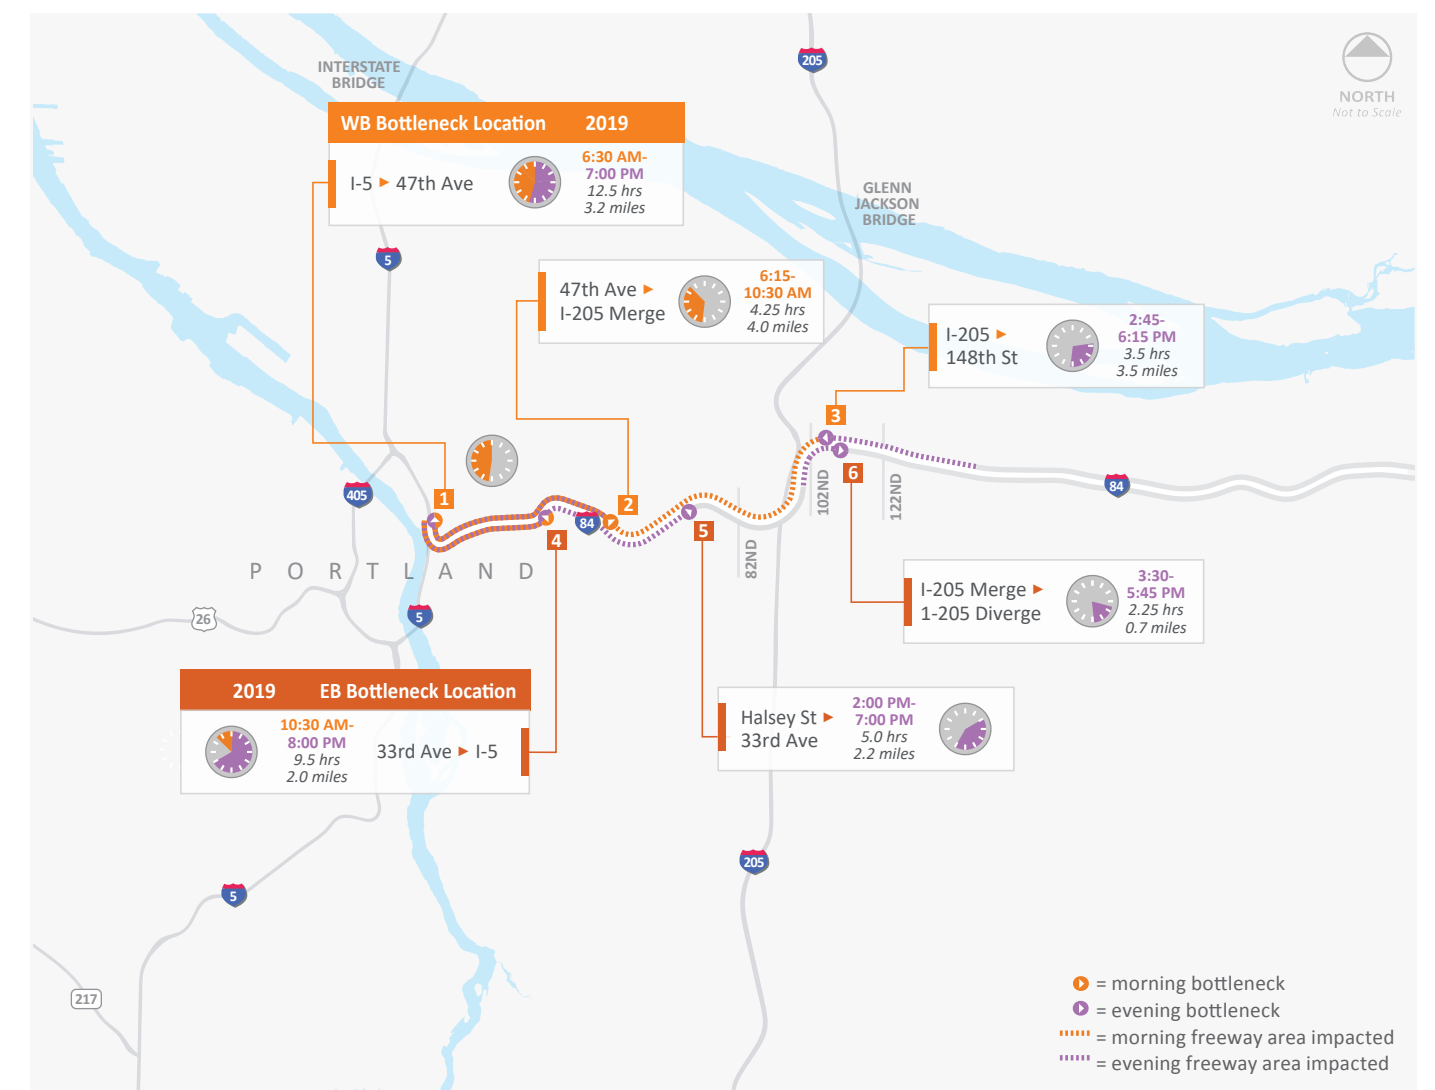 INTERSTATE
BRIDGE
205
NORTH
Not to Scale
WB Bottleneck Location 2019
I-5 ▸ 47th Ave
6:30 AM-
7:00 PM
12.5 hrs
3.2 miles
GLENN
JACKSON
BRIDGE
5
47th Ave ▸
I-205 Merge
6:15-
10:30 AM
4.25 hrs
4.0 miles
I-205 ▸
148th St
2:45-
6:15 PM
3.5 hrs
3.5 miles
3
6
102ND
122ND
84
405
1
2
84
4
5
82ND
PORTLAND
26
5
I-205 Merge ▸
1-205 Diverge
3:30-
5:45 PM
2.25 hrs
0.7 miles
2019 EB Bottleneck Location
10:30 AM-
8:00 PM
9.5 hrs
2.0 miles
33rd Ave ▸ I-5
Halsey St ▸
33rd Ave
2:00 PM-
7:00 PM
5.0 hrs
2.2 miles
205
5
217
= morning bottleneck
= evening bottleneck
= morning freeway area impacted
= evening freeway area impacted